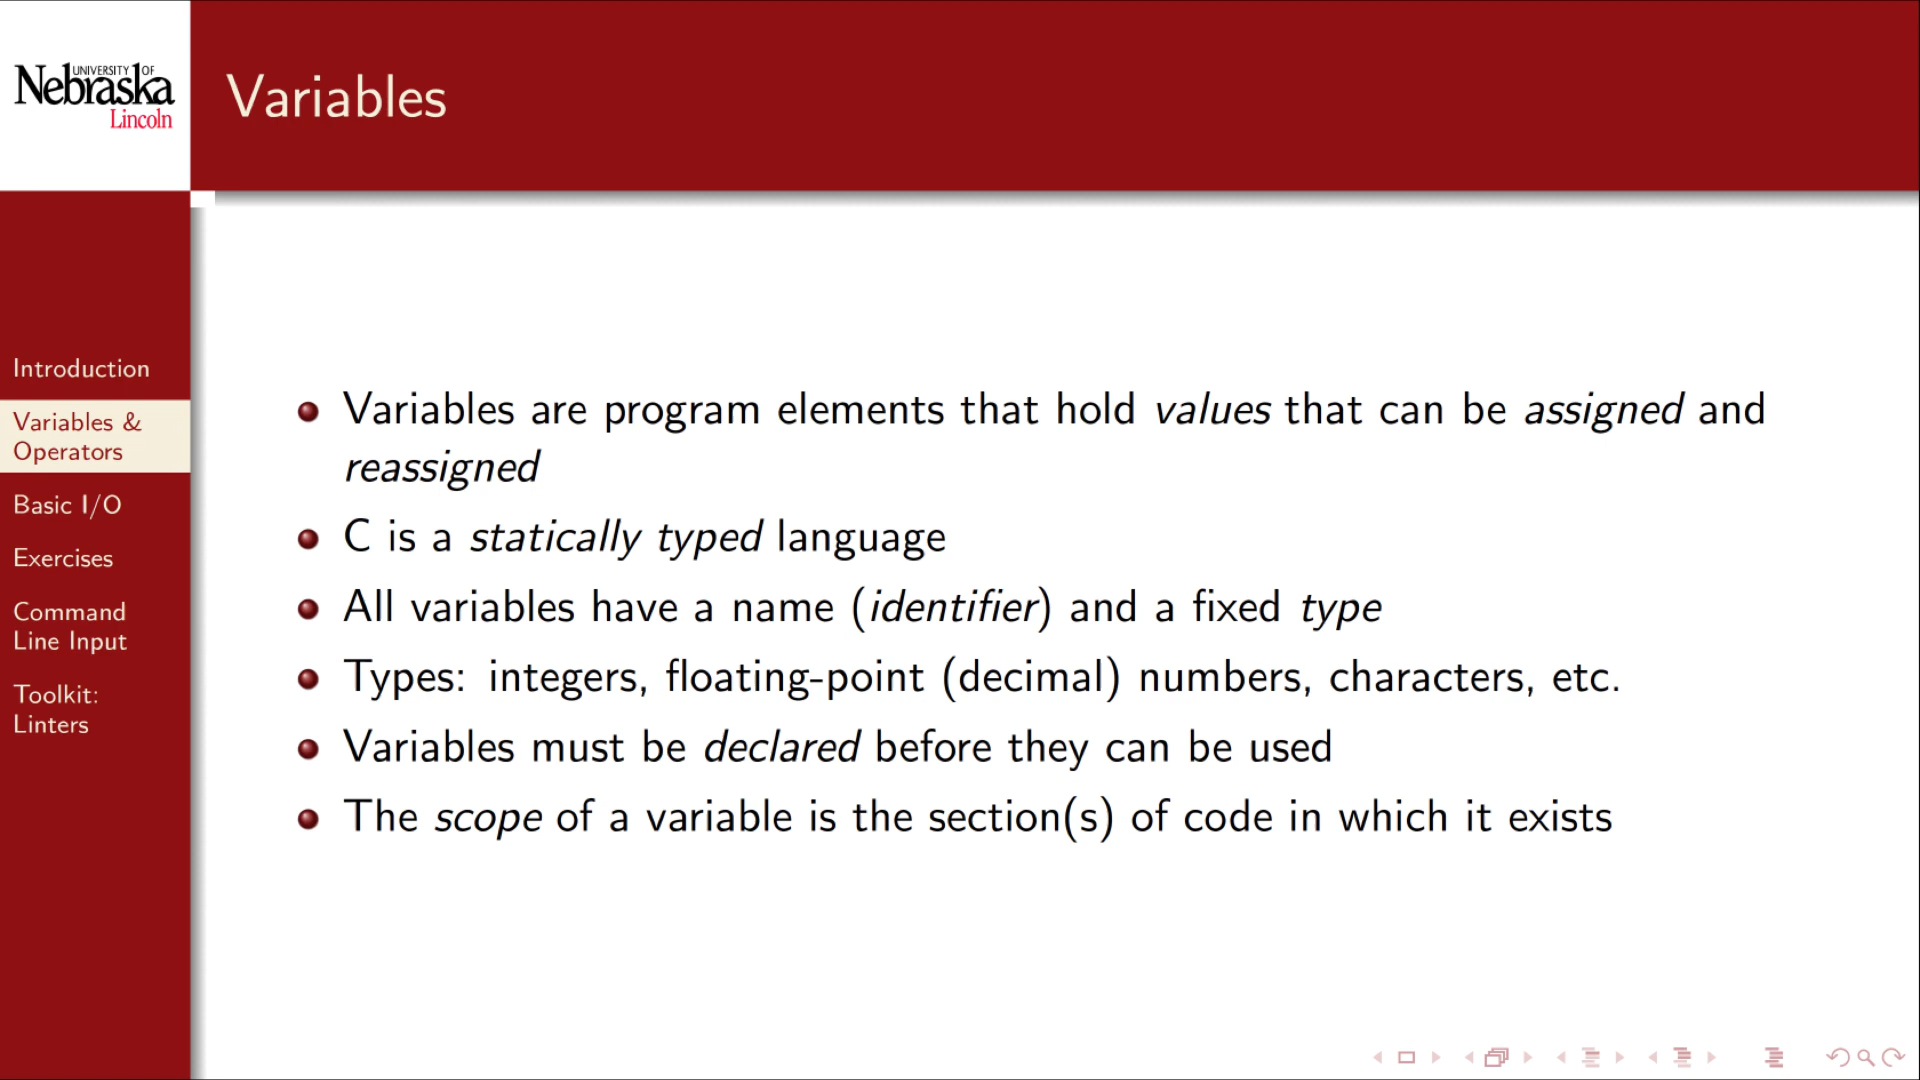 UNIVERSITY OF
Nebraska
Lincoln
Variables
Introduction
Variables &
Operators
Basic I/O
Exercises
Command
Line Input
Toolkit:
Linters
Variables are program elements that hold values that can be assigned and
reassigned
C is a statically typed language
All variables have a name (identifier) and a fixed type
Types: integers, floating-point (decimal) numbers, characters, etc.
Variables must be declared before they can be used
The scope of a variable is the section(s) of code in which it exists